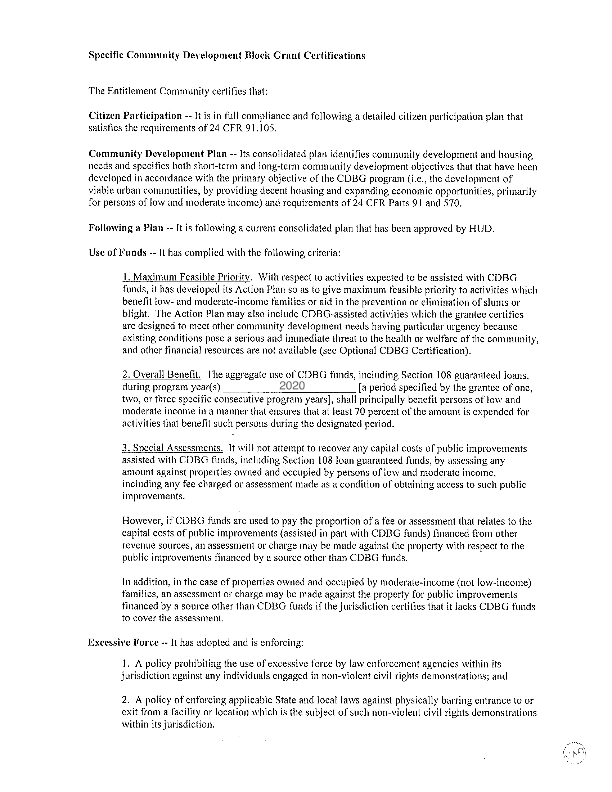 Specific Community Development Block Grant Certifications
The Entitlement Community certifies that:
Citizen Participation -- It is in full compliance and following a detailed citizen participation plan that
satisfies the requirements of 24 CFR 91.105.
Community Development Plan -- Its consolidated plan identifies community development and housing
needs and specifies both short-term and long-term community development objectives that that have been
developed in accordance with the primary objective of the CDBG program (i.e., the development of
viable urban communities, by providing decent housing and expanding economic opportunities, primarily
for persons of low and moderate income) and requirements of 24 CFR Parts 91 and 570.
Following a Plan -- It is following a current consolidated plan that has been approved by HUD.
Use of Funds -- It has complied with the following criteria:
1. Maximum Feasible Priority. With respect to activities expected to be assisted with CDBG
funds, it has developed its Action Plan so as to give maximum feasible priority to activities which
benefit low- and moderate-income families or aid in the prevention or elimination of slums or
blight. The Action Plan may also include CDBG-assisted activities which the grantee certifies
are designed to meet other community development needs having particular urgency because
existing conditions pose a serious and immediate threat to the health or welfare of the community,
and other financial resources are not available (see Optional CDBG Certification).
2. Overall Benefit. The aggregate use of CDBG funds, including Section 108 guaranteed loans,
during program year(s) 2020 [a period specified by the grantee of one,
two, or three specific consecutive program years], shall principally benefit persons of low and
moderate income in a manner that ensures that at least 70 percent of the amount is expended for
activities that benefit such persons during the designated period.
3. Special Assessments. It will not attempt to recover any capital costs of public improvements
assisted with CDBG funds, including Section 108 loan guaranteed funds, by assessing any
amount against properties owned and occupied by persons of low and moderate income,
including any fee charged or assessment made as a condition of obtaining access to such public
improvements.
However, if CDBG funds are used to pay the proportion of a fee or assessment that relates to the
capital costs of public improvements (assisted in part with CDBG funds) financed from other
revenue sources, an assessment or charge may be made against the property with respect to the
public improvements financed by a source other than CDBG funds.
In addition, in the case of properties owned and occupied by moderate-income (not low-income)
families, an assessment or charge may be made against the property for public improvements
financed by a source other than CDBG funds if the jurisdiction certifies that it lacks CDBG funds
to cover the assessment.
Excessive Force -- It has adopted and is enforcing:
1. A policy prohibiting the use of excessive force by law enforcement agencies within its
jurisdiction against any individuals engaged in non-violent civil rights demonstrations; and
2. A policy of enforcing applicable State and local laws against physically barring entrance to or
exit from a facility or location which is the subject of such non-violent civil rights demonstrations
within its jurisdiction.